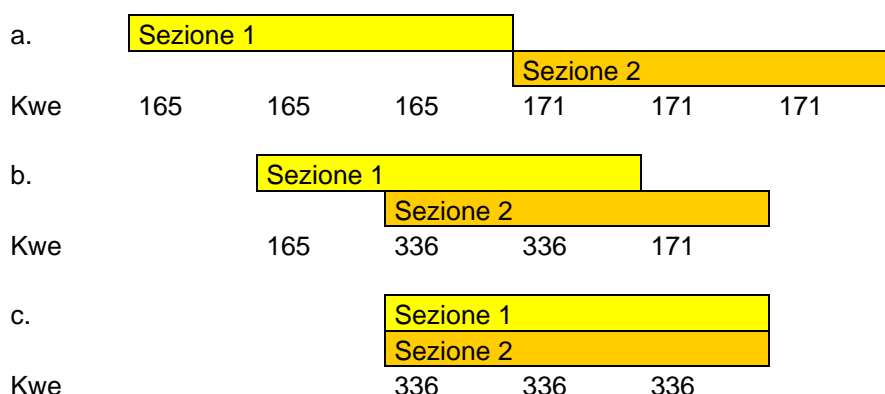 a. Sezione 1
Sezione 2
Kwe 165 165 165 171 171 171
b. Sezione 1
Sezione 2
Kwe 165 336 336 171
c. Sezione 1
Sezione 2
Kwe 336 336 336